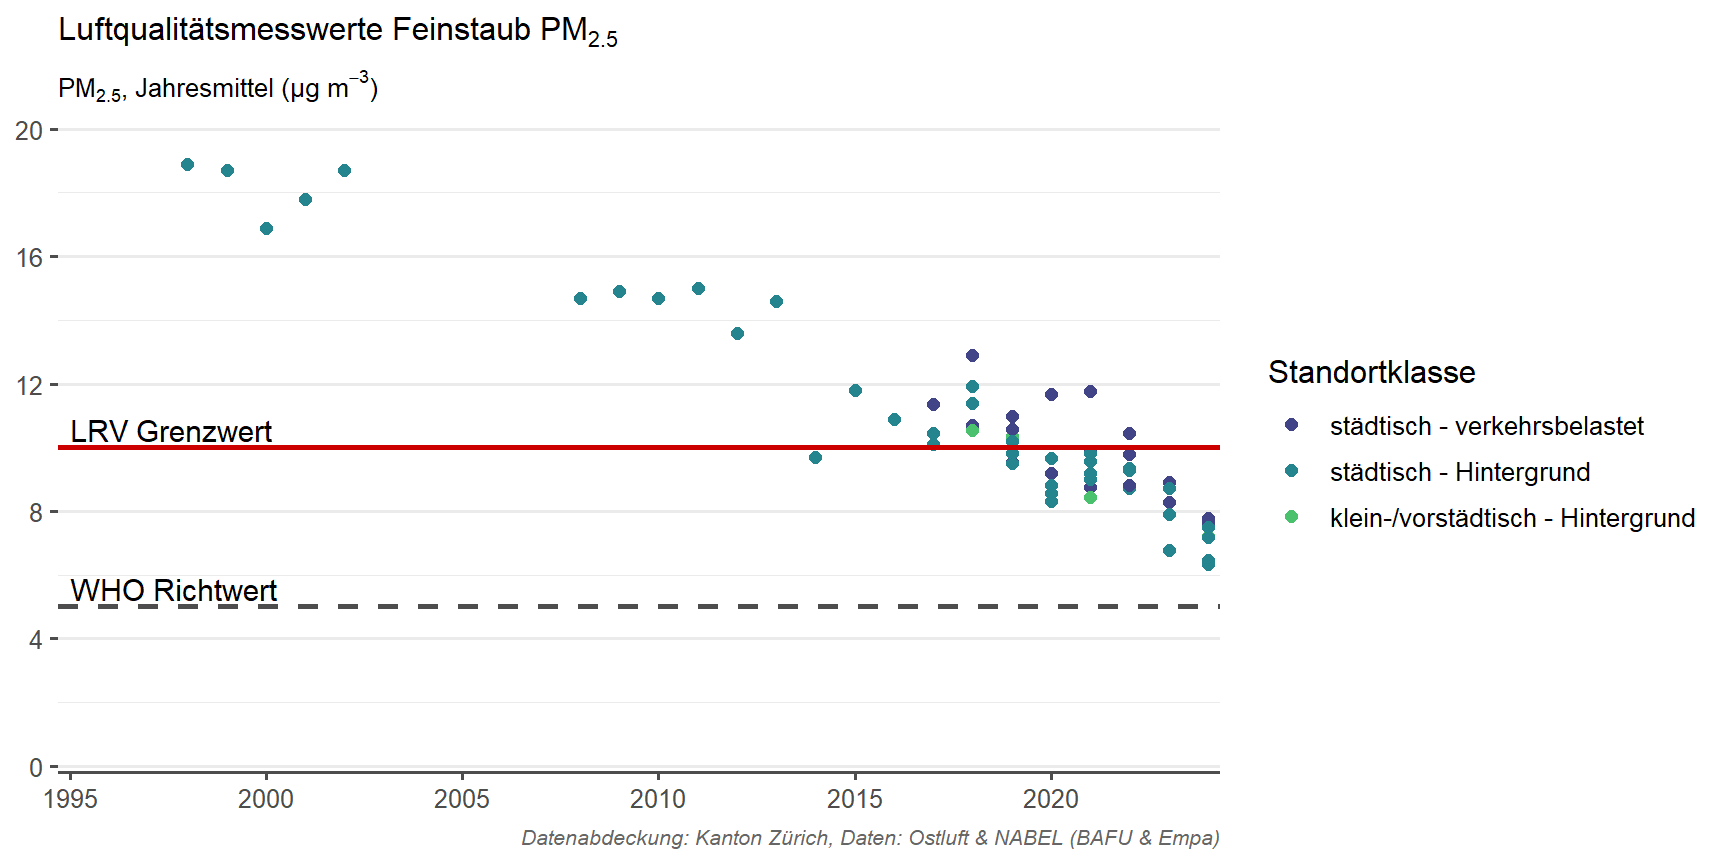 Luftqualitätsmesswerte Feinstaub PM2.5
PM2.5, Jahresmittel (µg m−3)
20
16
12
8
4
0
LRV Grenzwert
WHO Richtwert
1995 2000 2005 2010 2015 2020
Standortklasse
städtisch - verkehrsbelastet
städtisch - Hintergrund
klein-/vorstädtisch - Hintergrund
Datenabdeckung: Kanton Zürich, Daten: Ostluft & NABEL (BAFU & Empa)